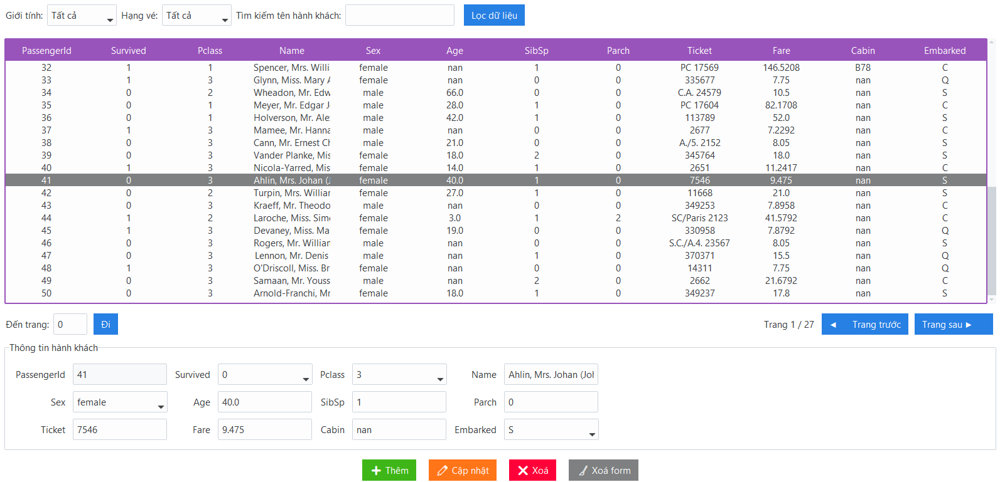 Giới tính: Tất cả Hạng vé: Tất cả Tìm kiếm tên hành khách: Lọc dữ liệu
PassengerId Survived Pclass Name Sex Age SibSp Parch Ticket Fare Cabin Embarked
32 1 1 Spencer, Mrs. Willi female nan 1 0 PC 17569 146.5208 B78 C
33 1 3 Glynn, Miss. Mary A female nan 0 0 335677 7.75 nan Q
34 0 2 Wheadon, Mr. Edw male 66.0 0 0 C.A. 24579 10.5 nan S
35 0 1 Meyer, Mr. Edgar J male 28.0 1 0 PC 17604 82.1708 nan C
36 0 1 Holverson, Mr. Ale male 42.0 1 0 113789 52.0 nan S
37 1 3 Mamee, Mr. Hanna male nan 0 0 2677 7.2292 nan C
38 0 3 Cann, Mr. Ernest Ch male 21.0 0 0 A./5. 2152 8.05 nan S
39 0 3 Vander Planke, Mis female 18.0 2 0 345764 18.0 nan S
40 1 3 Nicola-Yarred, Mis female 14.0 1 0 2651 11.2417 nan C
41 0 3 Ahlin, Mrs. Johan (J female 40.0 1 0 7546 9.475 nan S
42 0 2 Turpin, Mrs. Willian female 27.0 1 0 11668 21.0 nan S
43 0 3 Kraeff, Mr. Theodo male nan 0 0 349253 7.8958 nan C
44 1 2 Laroche, Miss. Sim female 3.0 1 2 SC/Paris 2123 41.5792 nan C
45 1 3 Devaney, Miss. Ma female 19.0 0 0 330958 7.8792 nan Q
46 0 3 Rogers, Mr. Willian male nan 0 0 S.C./A.4. 23567 8.05 nan S
47 0 3 Lennon, Mr. Denis male nan 1 0 370371 15.5 nan Q
48 1 3 O'Driscoll, Miss. Br female nan 0 0 14311 7.75 nan Q
49 0 3 Samaan, Mr. Youss male nan 2 0 2662 21.6792 nan C
50 0 3 Arnold-Franchi, Mr female 18.0 1 0 349237 17.8 nan S
Đến trang: 0 Đi Trang 1 / 27 ◄ Trang trước Trang sau ►
Thông tin hành khách
PassengerId 41 Survived 0 Pclass 3 Name Ahlin, Mrs. Johan (Joh
Sex female Age 40.0 SibSp 1 Parch 0
Ticket 7546 Fare 9.475 Cabin nan Embarked S
Thêm Cập nhật Xoá Xoá form